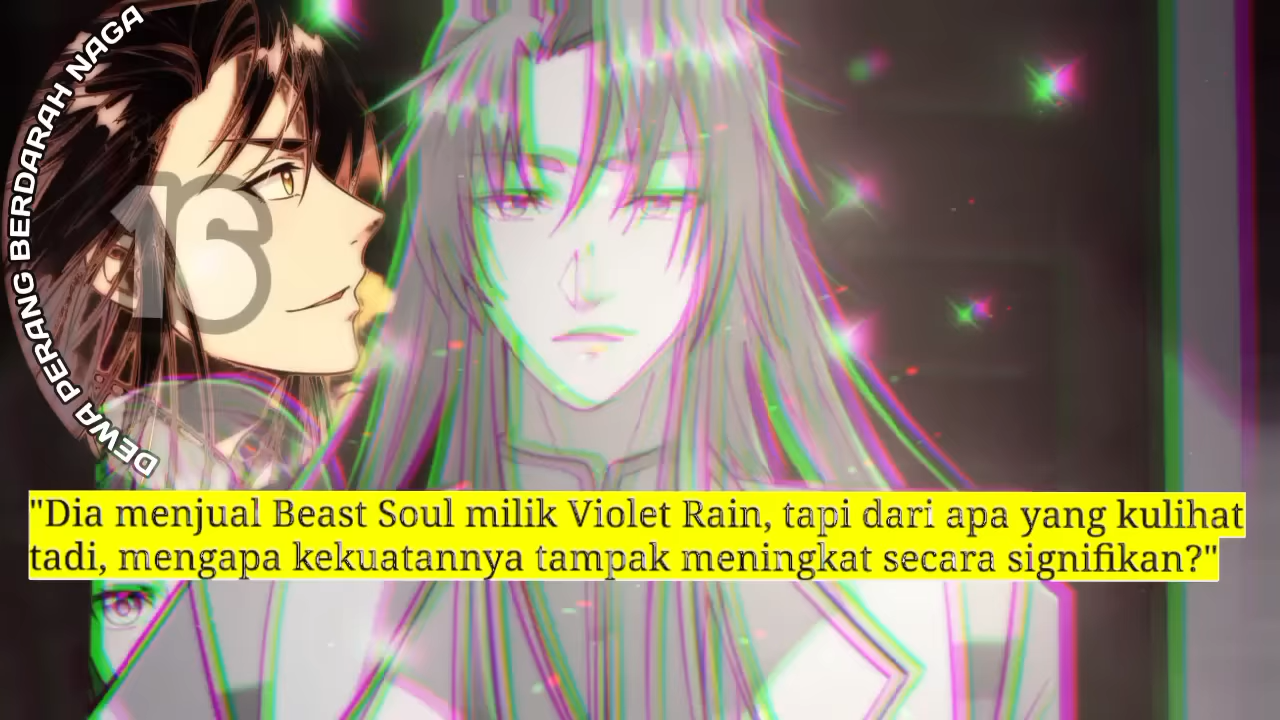 DEWA PERANG BERDARAH NAGA
16
"Dia menjual Beast Soul milik Violet Rain, tapi dari apa yang kulihat
tadi, mengapa kekuatannya tampak meningkat secara signifikan?"